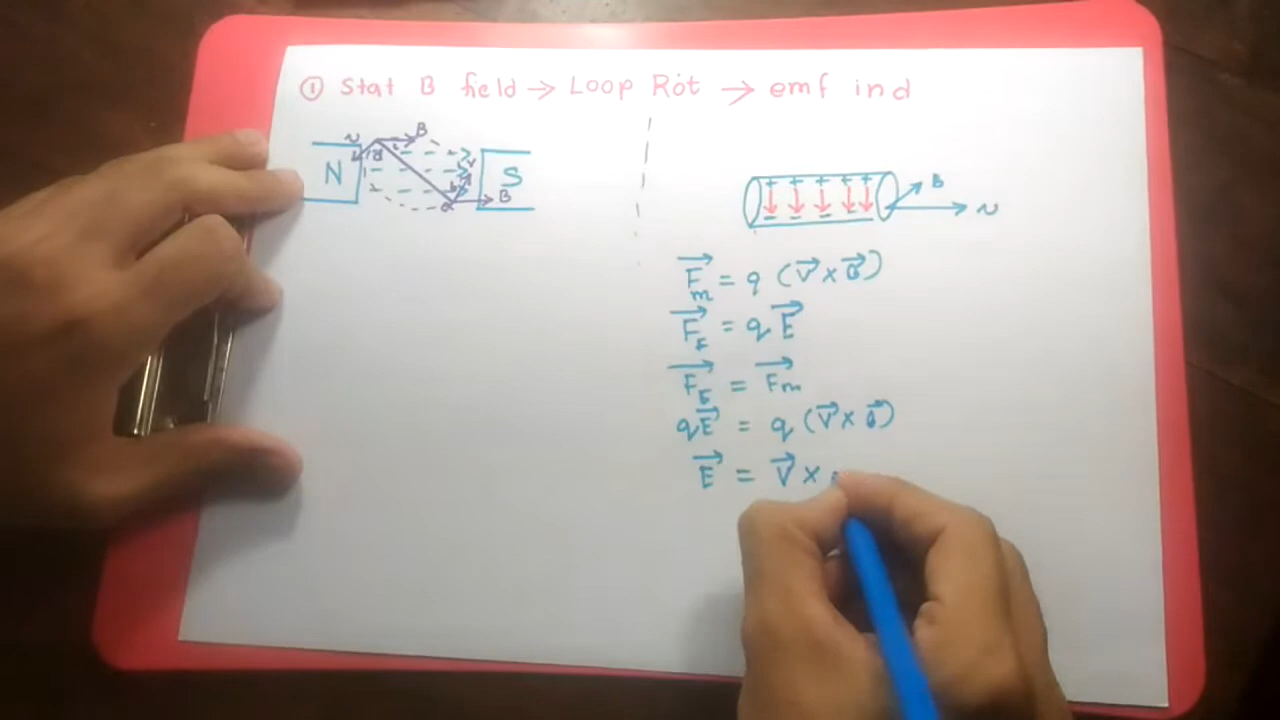 ① Stat B field → Loop Rot → emf ind
N S
B
B
+ + + + +
- - - - -
B
v
F⃗m = q (V⃗ × B⃗)
F⃗E = q E⃗
F⃗E = F⃗m
qE⃗ = q (V⃗ × B⃗)
E⃗ = V⃗ ×